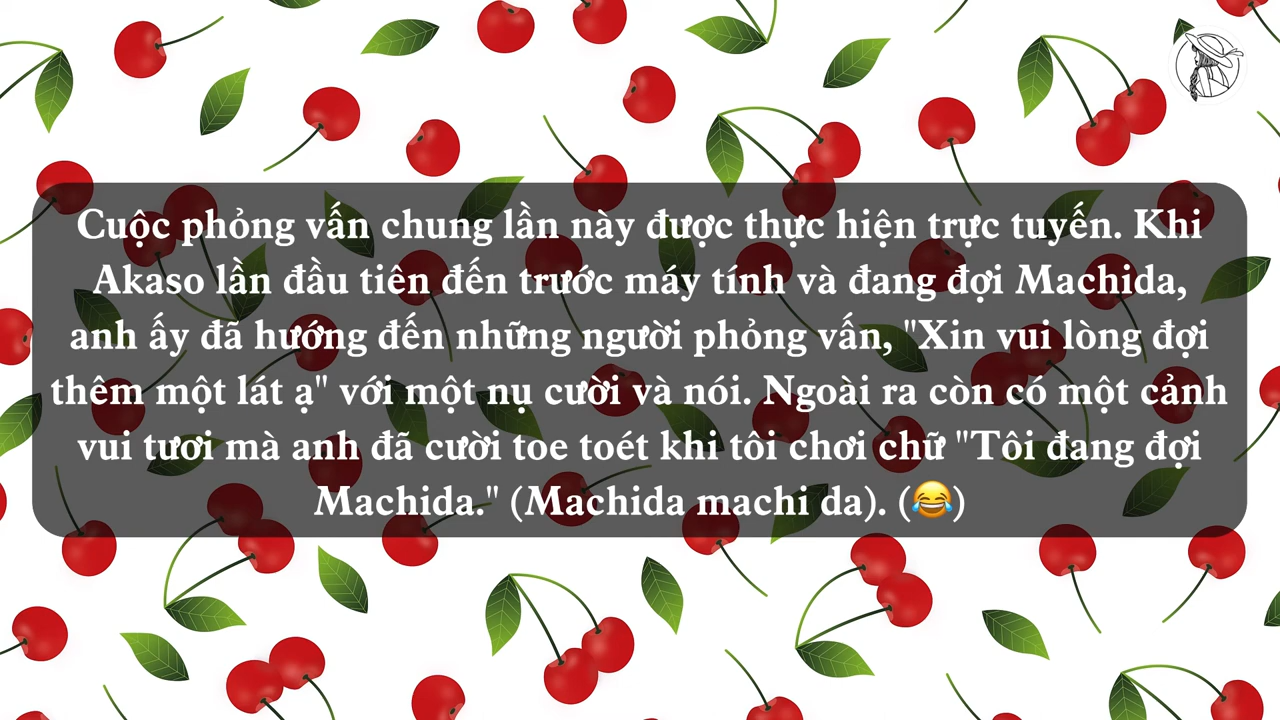 Cuộc phỏng vấn chung lần này được thực hiện trực tuyến. Khi
Akaso lần đầu tiên đến trước máy tính và đang đợi Machida,
anh ấy đã hướng đến những người phỏng vấn, "Xin vui lòng đợi
thêm một lát ạ" với một nụ cười và nói. Ngoài ra còn có một cảnh
vui tươi mà anh đã cười toe toét khi tôi chơi chữ "Tôi đang đợi
Machida." (Machida machi da). (😂)